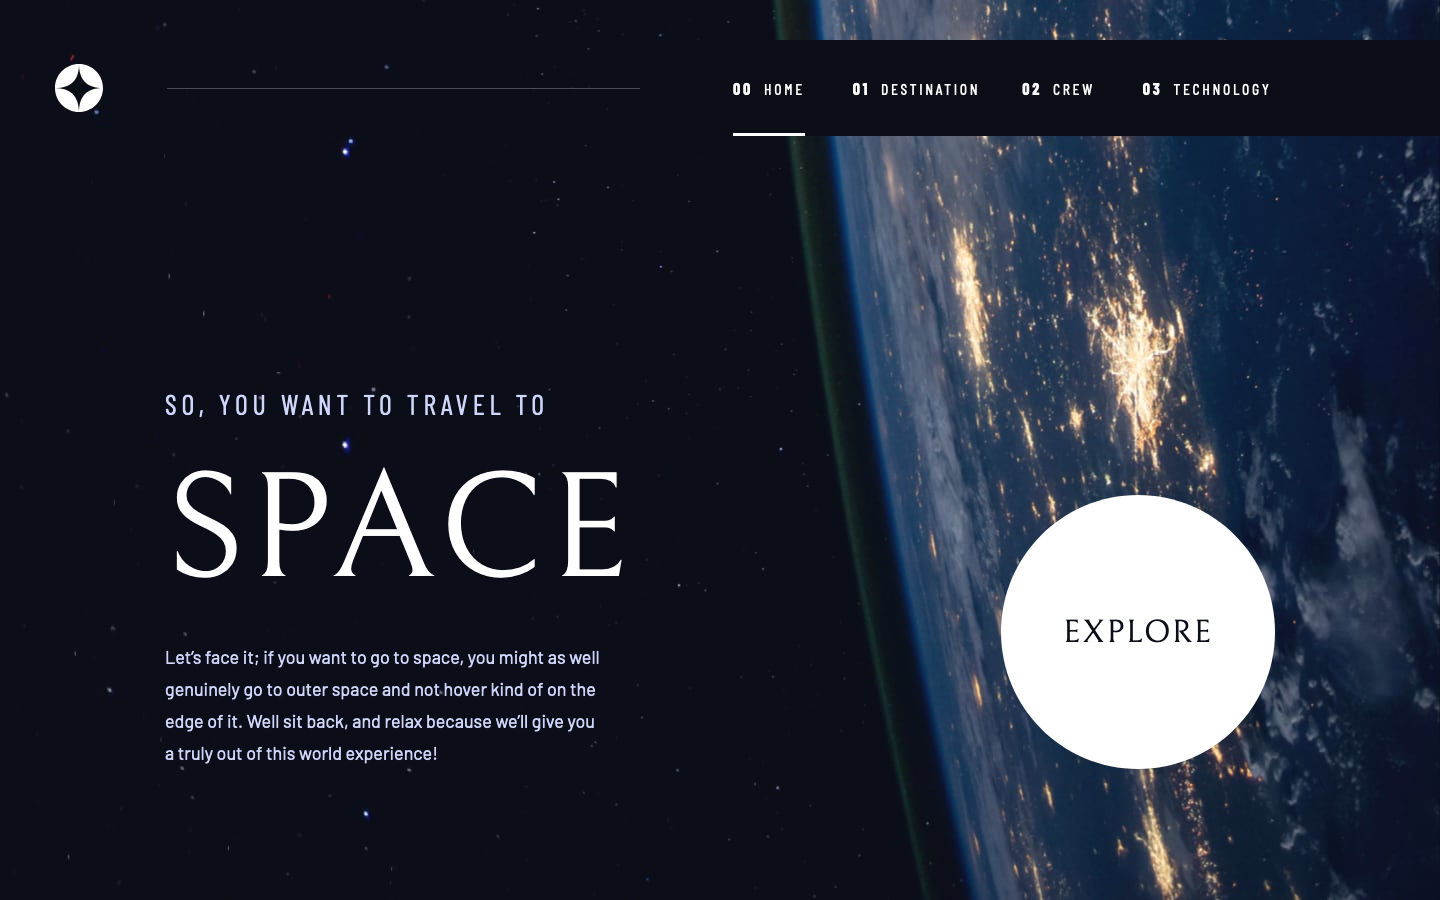 00 HOME 01 DESTINATION 02 CREW 03 TECHNOLOGY
SO, YOU WANT TO TRAVEL TO
SPACE
Let’s face it; if you want to go to space, you might as well
genuinely go to outer space and not hover kind of on the
edge of it. Well sit back, and relax because we’ll give you
a truly out of this world experience!
EXPLORE